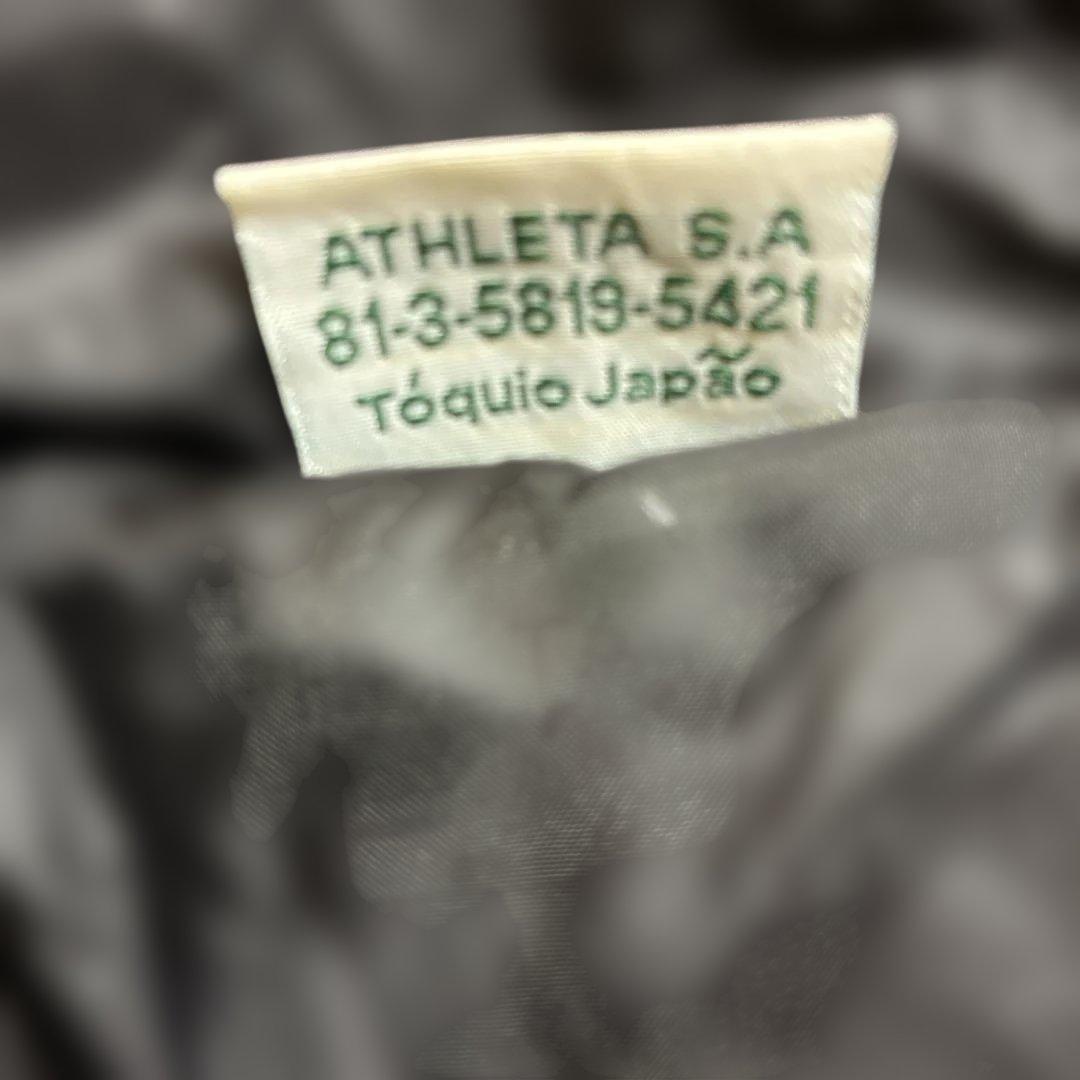 ATHLETA S.A
81-3-5819-5421
Tóquio Japão